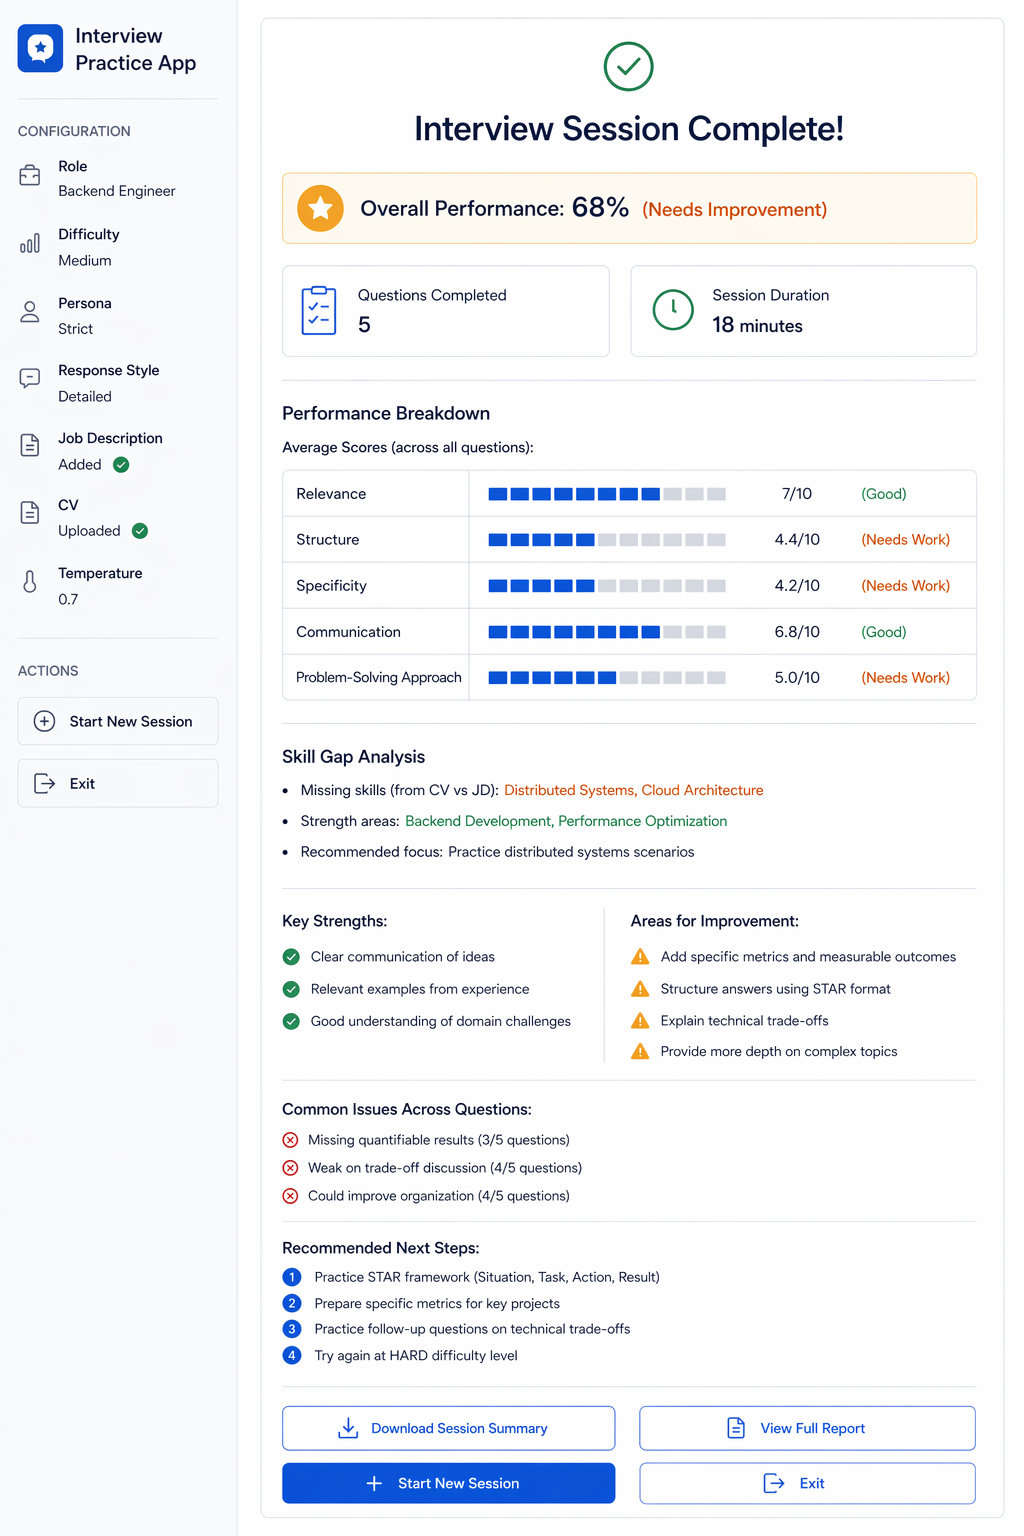 Interview
Practice App
CONFIGURATION
Role
Backend Engineer
Difficulty
Medium
Persona
Strict
Response Style
Detailed
Job Description
Added
CV
Uploaded
Temperature
0.7
ACTIONS
Start New Session
Exit
Interview Session Complete!
Overall Performance: 68% (Needs Improvement)
Questions Completed
5
Session Duration
18 minutes
Performance Breakdown
Average Scores (across all questions):
Relevance 7/10 (Good)
Structure 4.4/10 (Needs Work)
Specificity 4.2/10 (Needs Work)
Communication 6.8/10 (Good)
Problem-Solving Approach 5.0/10 (Needs Work)
Skill Gap Analysis
• Missing skills (from CV vs JD): Distributed Systems, Cloud Architecture
• Strength areas: Backend Development, Performance Optimization
• Recommended focus: Practice distributed systems scenarios
Key Strengths:
Clear communication of ideas
Relevant examples from experience
Good understanding of domain challenges
Areas for Improvement:
Add specific metrics and measurable outcomes
Structure answers using STAR format
Explain technical trade-offs
Provide more depth on complex topics
Common Issues Across Questions:
Missing quantifiable results (3/5 questions)
Weak on trade-off discussion (4/5 questions)
Could improve organization (4/5 questions)
Recommended Next Steps:
1 Practice STAR framework (Situation, Task, Action, Result)
2 Prepare specific metrics for key projects
3 Practice follow-up questions on technical trade-offs
4 Try again at HARD difficulty level
Download Session Summary
View Full Report
Start New Session
Exit